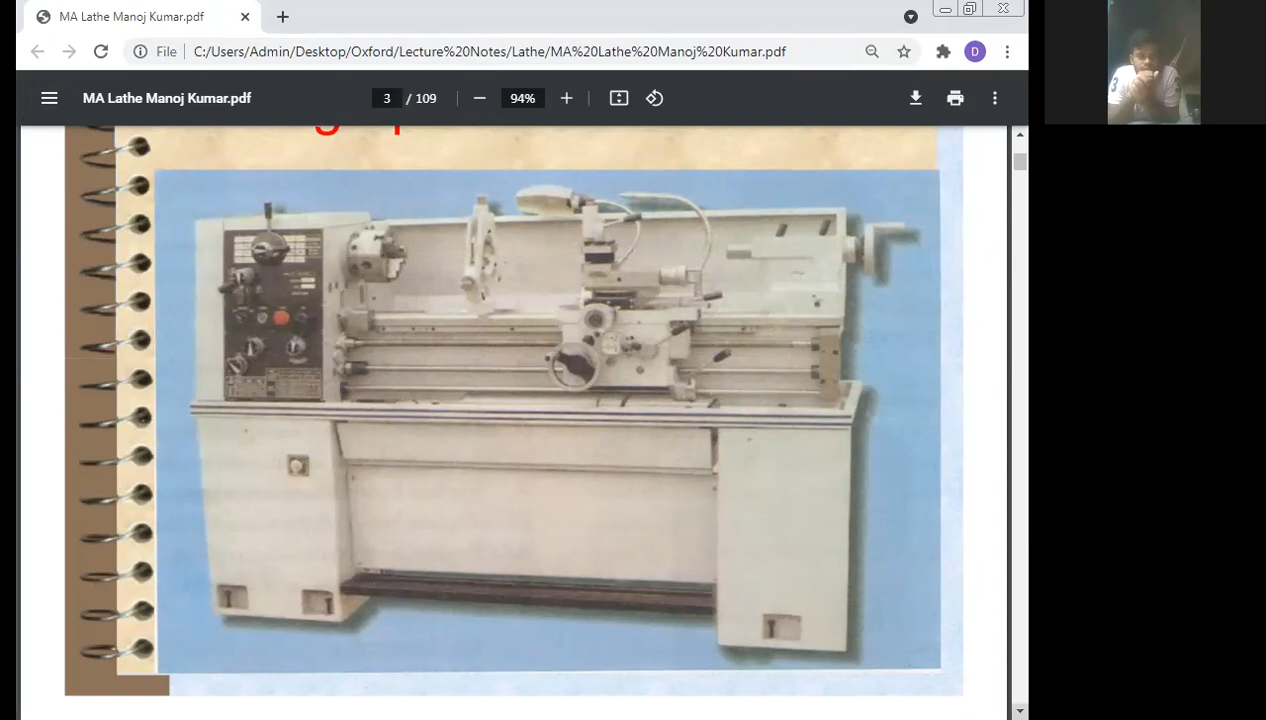 MA Lathe Manoj Kumar.pdf
File
C:/Users/Admin/Desktop/Oxford/Lecture%20Notes/Lathe/MA%20Lathe%20Manoj%20Kumar.pdf
D
MA Lathe Manoj Kumar.pdf
3 / 109
94%